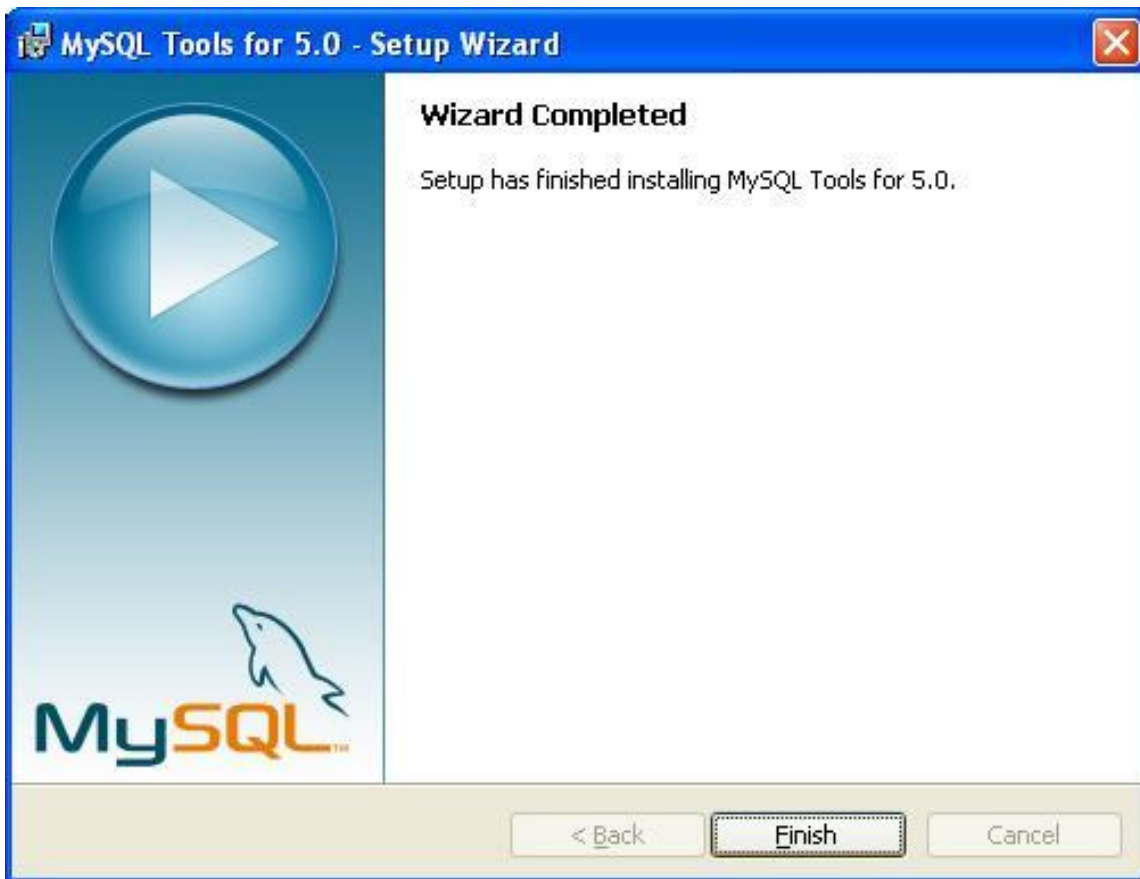 MySQL Tools for 5.0 - Setup Wizard
Wizard Completed
Setup has finished installing MySQL Tools for 5.0.
MySQL™
< Back
Finish
Cancel